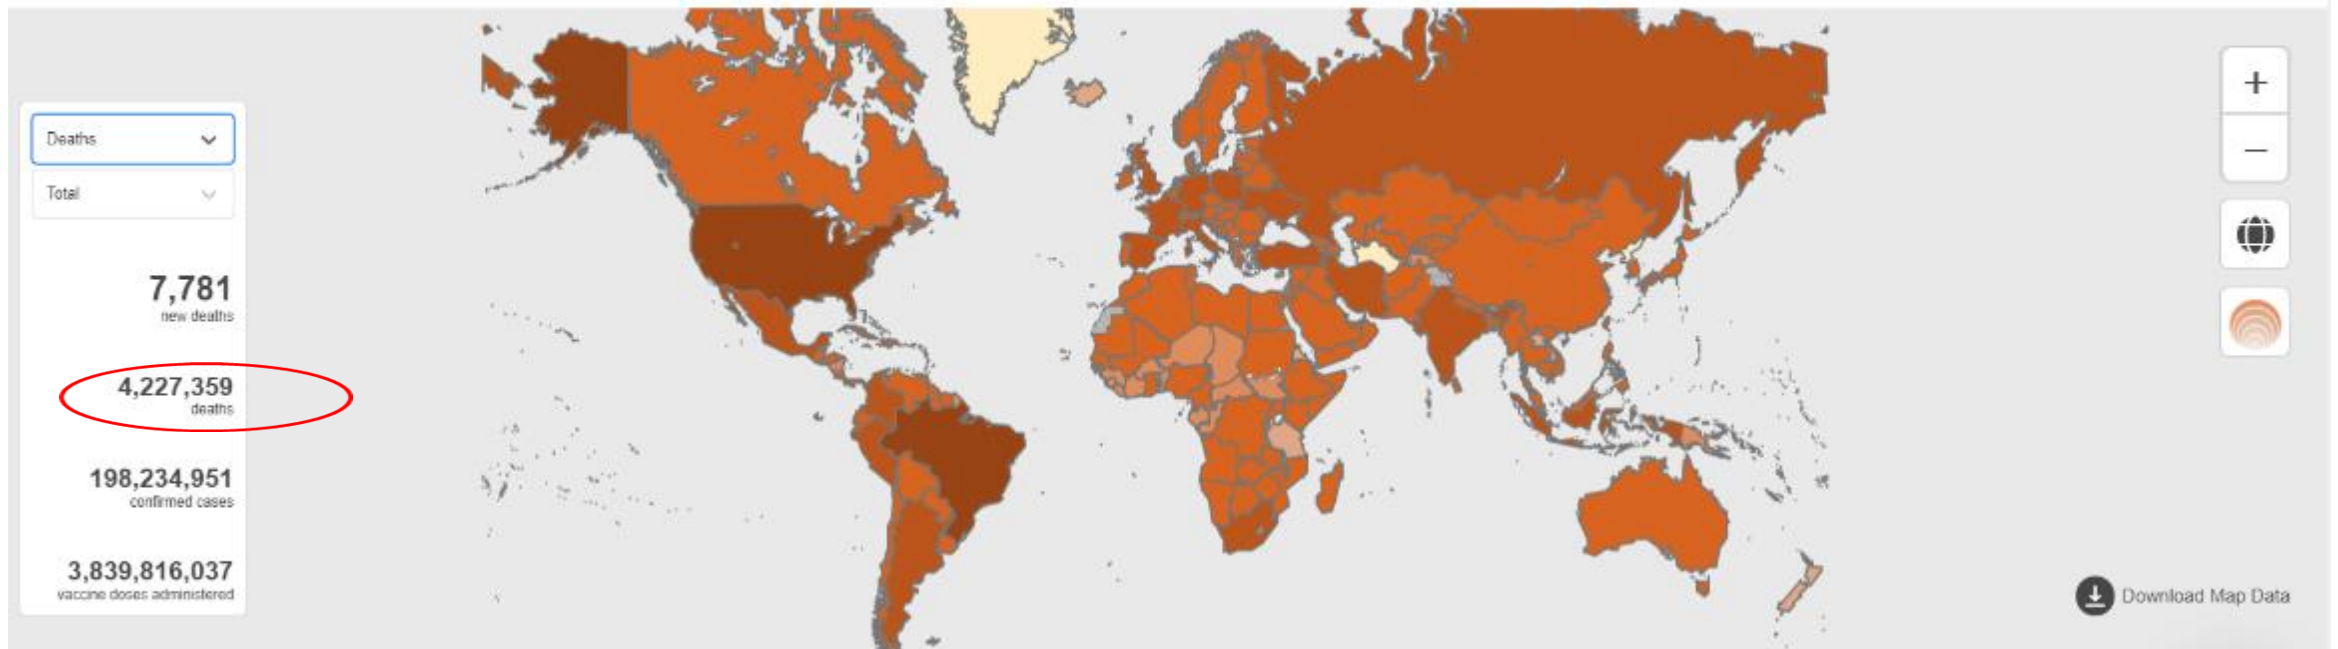 Deaths
Total
7,781
new deaths
4,227,359
deaths
198,234,951
confirmed cases
3,839,816,037
vaccine doses administered
+
−
Download Map Data